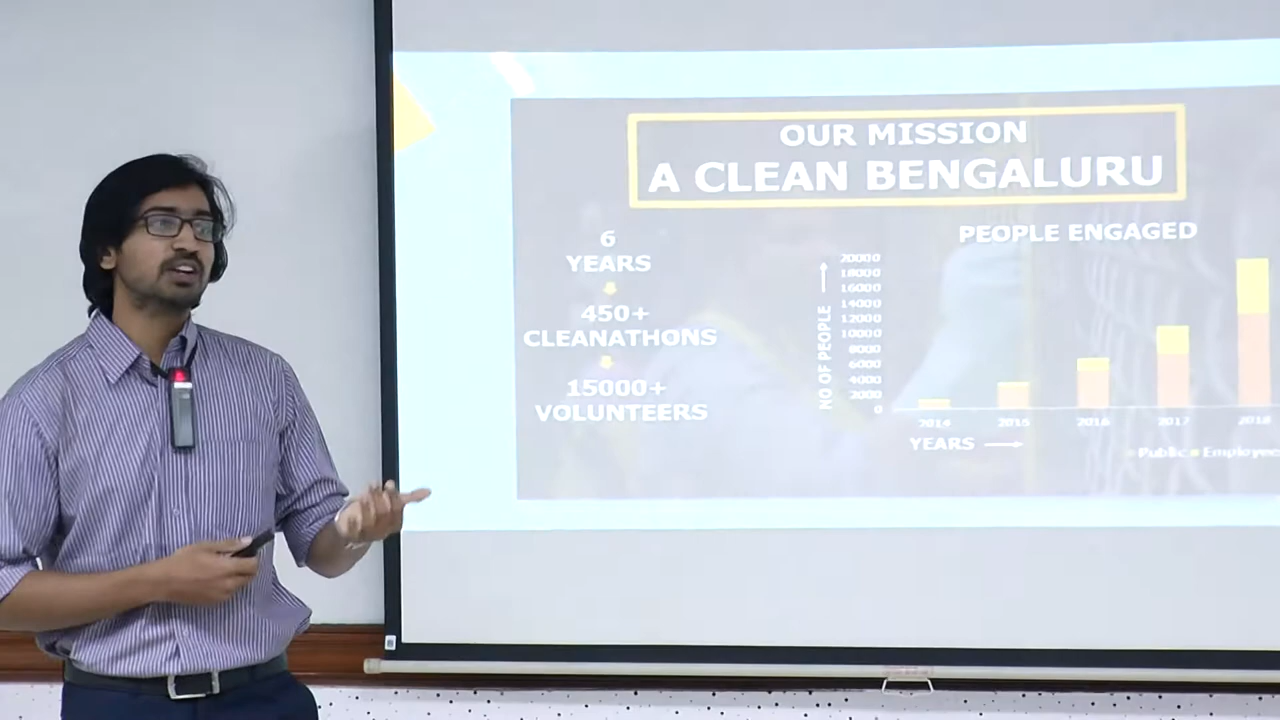 OUR MISSION
A CLEAN BENGALURU
6
YEARS
450+
CLEANATHONS
15000+
VOLUNTEERS
PEOPLE ENGAGED
NO OF PEOPLE
20000
18000
16000
14000
12000
10000
8000
6000
4000
2000
0
2014
2015
2016
2017
2018
YEARS
Public Employees